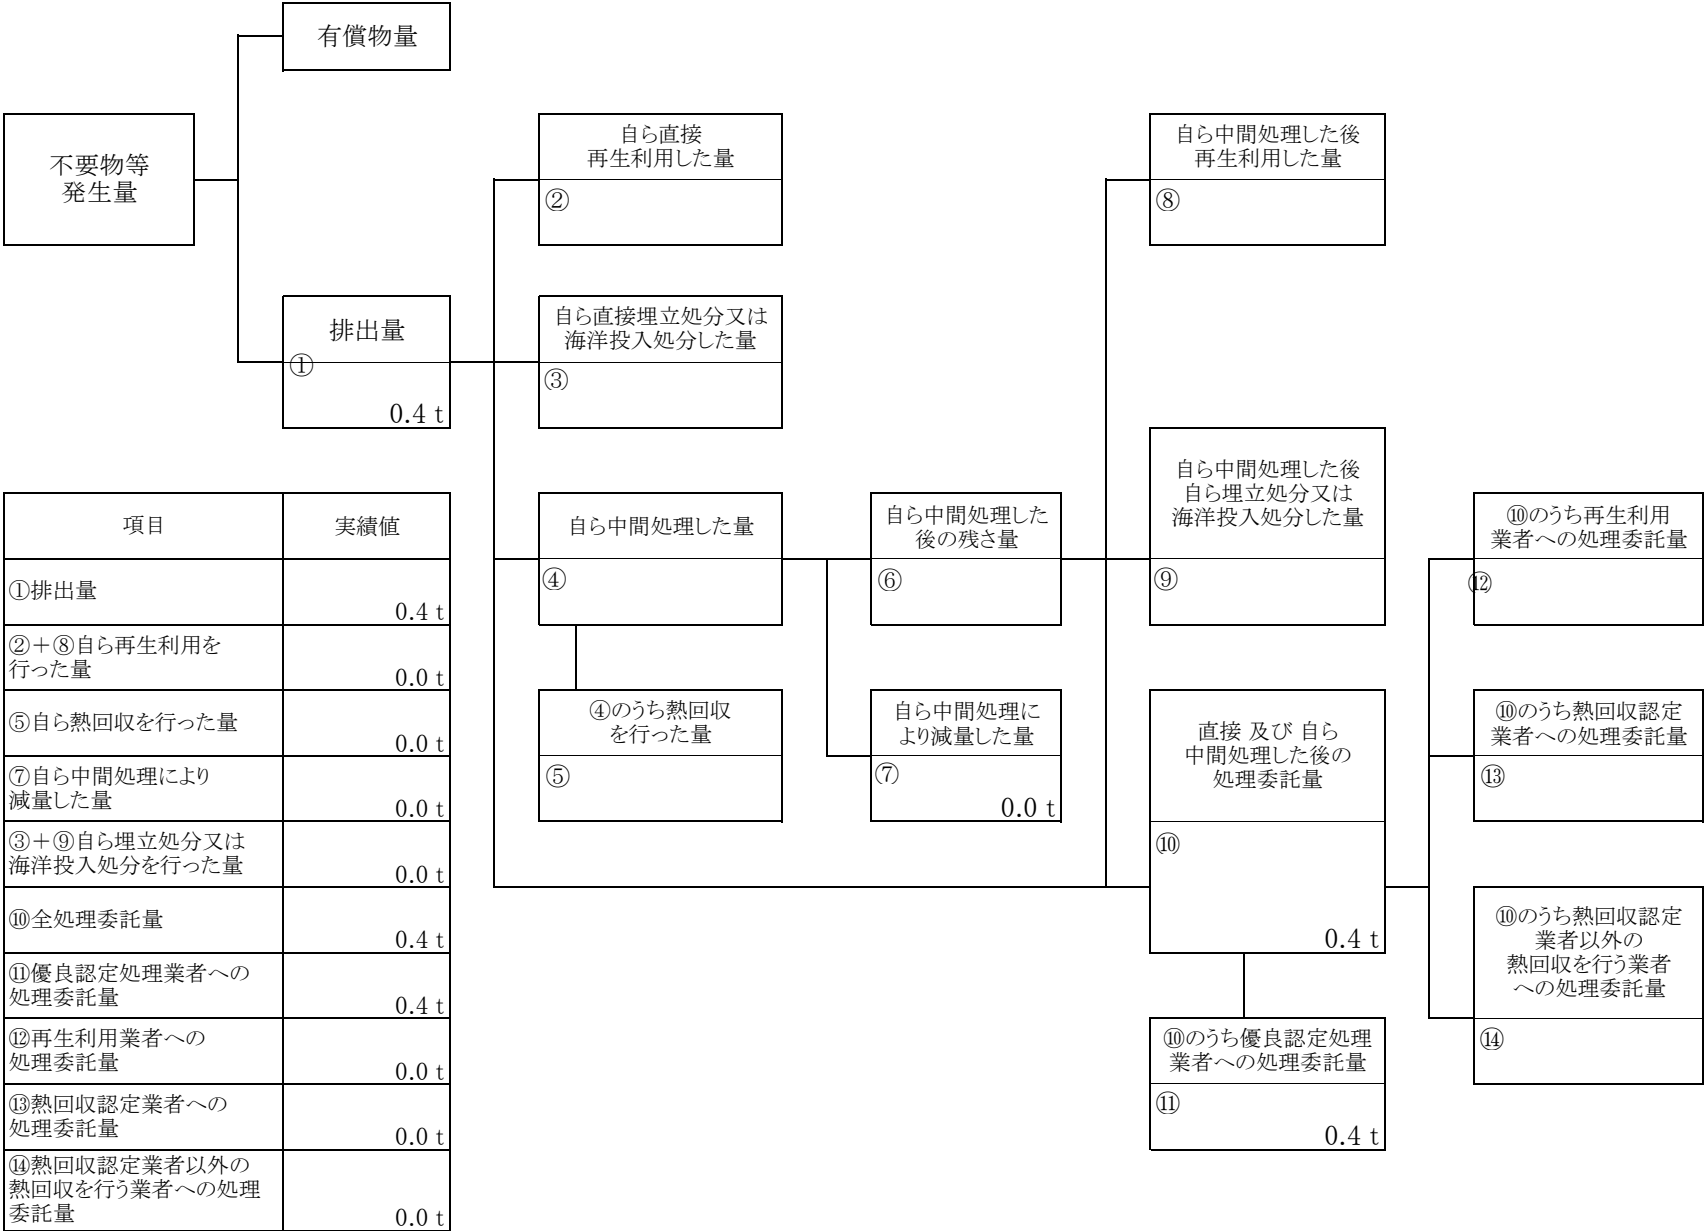 有償物量
不要物等
発生量
自ら直接
再生利用した量
②
自ら中間処理した後
再生利用した量
⑧
排出量
①
0.4 t
自ら直接埋立処分又は
海洋投入処分した量
③
自ら中間処理した量
④
自ら中間処理した
後の残さ量
⑥
自ら中間処理した後
自ら埋立処分又は
海洋投入処分した量
⑨
⑩のうち再生利用
業者への処理委託量
⑫
④のうち熱回収
を行った量
⑤
自ら中間処理に
より減量した量
⑦
0.0 t
直接 及び 自ら
中間処理した後の
処理委託量
⑩
0.4 t
⑩のうち熱回収認定
業者への処理委託量
⑬
⑩のうち熱回収認定
業者以外の
熱回収を行う業者
への処理委託量
⑭
⑩のうち優良認定処理
業者への処理委託量
⑪
0.4 t
項目
実績値
①排出量
0.4 t
②＋⑧自ら再生利用を
行った量
0.0 t
⑤自ら熱回収を行った量
0.0 t
⑦自ら中間処理により
減量した量
0.0 t
③＋⑨自ら埋立処分又は
海洋投入処分を行った量
0.0 t
⑩全処理委託量
0.4 t
⑪優良認定処理業者への
処理委託量
0.4 t
⑫再生利用業者への
処理委託量
0.0 t
⑬熱回収認定業者への
処理委託量
0.0 t
⑭熱回収認定業者以外の
熱回収を行う業者への処理
委託量
0.0 t